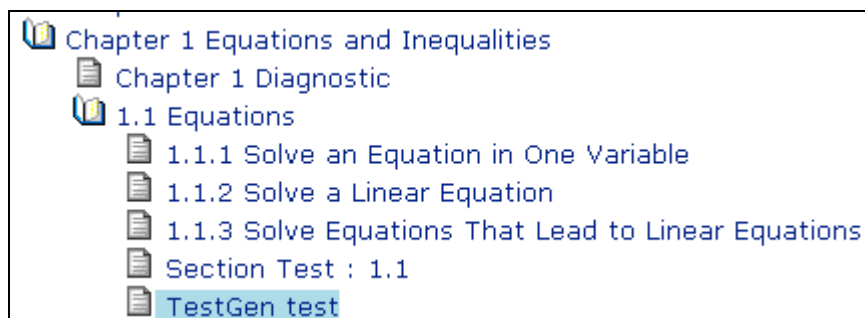 Chapter 1 Equations and Inequalities
Chapter 1 Diagnostic
1.1 Equations
1.1.1 Solve an Equation in One Variable
1.1.2 Solve a Linear Equation
1.1.3 Solve Equations That Lead to Linear Equations
Section Test : 1.1
TestGen test